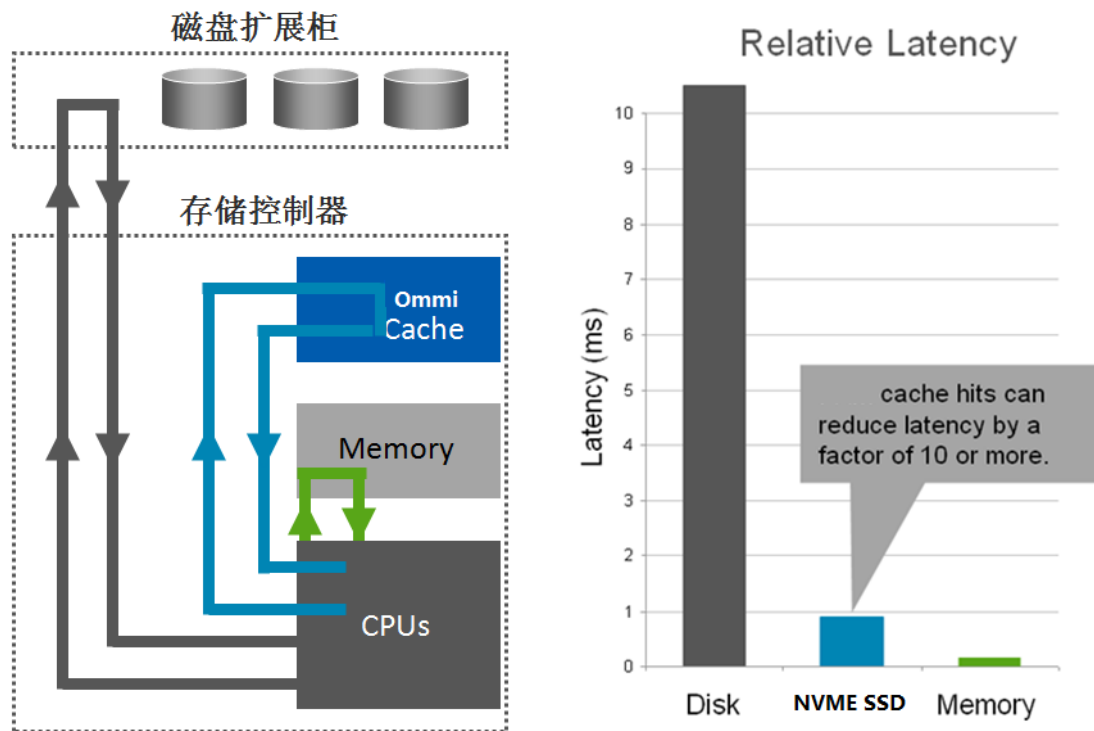 磁盘扩展柜
存储控制器
Ommi
Cache
Memory
CPUs
Relative Latency
Latency (ms)
10
9
8
7
6
5
4
3
2
1
0
... cache hits can
reduce latency by a
factor of 10 or more.
Disk
NVME SSD
Memory